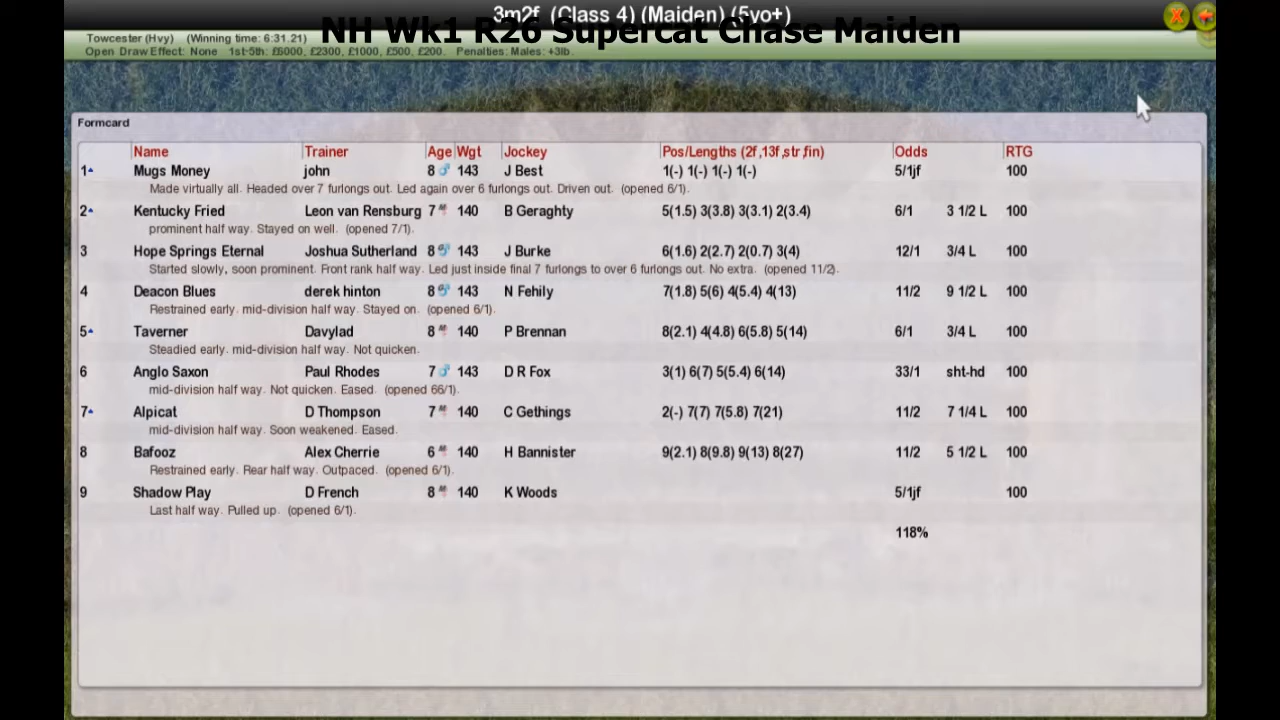 3m2f (Class 4) (Maiden) (5yo+)
NH Wk1 R26 Supercat Chase Maiden
Towcester (Hvy) (Winning time: 6:31.21)
Open Draw Effect: None 1st-5th: £6000, £2300, £1000, £500, £200. Penalties: Males: +3lb.
Formcard
Name Trainer Age Wgt Jockey Pos/Lengths (2f,13f,str,fin) Odds RTG
1 Mugs Money john 8 143 J Best 1(-) 1(-) 1(-) 1(-) 5/1jf 100
Made virtually all. Headed over 7 furlongs out. Led again over 6 furlongs out. Driven out. (opened 6/1).
2 Kentucky Fried Leon van Rensburg 7 140 B Geraghty 5(1.5) 3(3.8) 3(3.1) 2(3.4) 6/1 3 1/2 L 100
prominent half way. Stayed on well. (opened 7/1).
3 Hope Springs Eternal Joshua Sutherland 8 143 J Burke 6(1.6) 2(2.7) 2(0.7) 3(4) 12/1 3/4 L 100
Started slowly, soon prominent. Front rank half way. Led just inside final 7 furlongs to over 6 furlongs out. No extra. (opened 11/2).
4 Deacon Blues derek hinton 8 143 N Fehily 7(1.8) 5(6) 4(5.4) 4(13) 11/2 9 1/2 L 100
Restrained early. mid-division half way. Stayed on. (opened 6/1).
5 Taverner Davylad 8 140 P Brennan 8(2.1) 4(4.8) 6(5.8) 5(14) 6/1 3/4 L 100
Steadied early. mid-division half way. Not quicken.
6 Anglo Saxon Paul Rhodes 7 143 D R Fox 3(1) 6(7) 5(5.4) 6(14) 33/1 sht-hd 100
mid-division half way. Not quicken. Eased. (opened 66/1).
7 Alpicat D Thompson 7 140 C Gethings 2(-) 7(7) 7(5.8) 7(21) 11/2 7 1/4 L 100
mid-division half way. Soon weakened. Eased.
8 Bafooz Alex Cherrie 6 140 H Bannister 9(2.1) 8(9.8) 9(13) 8(27) 11/2 5 1/2 L 100
Restrained early. Rear half way. Outpaced. (opened 6/1).
9 Shadow Play D French 8 140 K Woods 5/1jf 100
Last half way. Pulled up. (opened 6/1).
118%